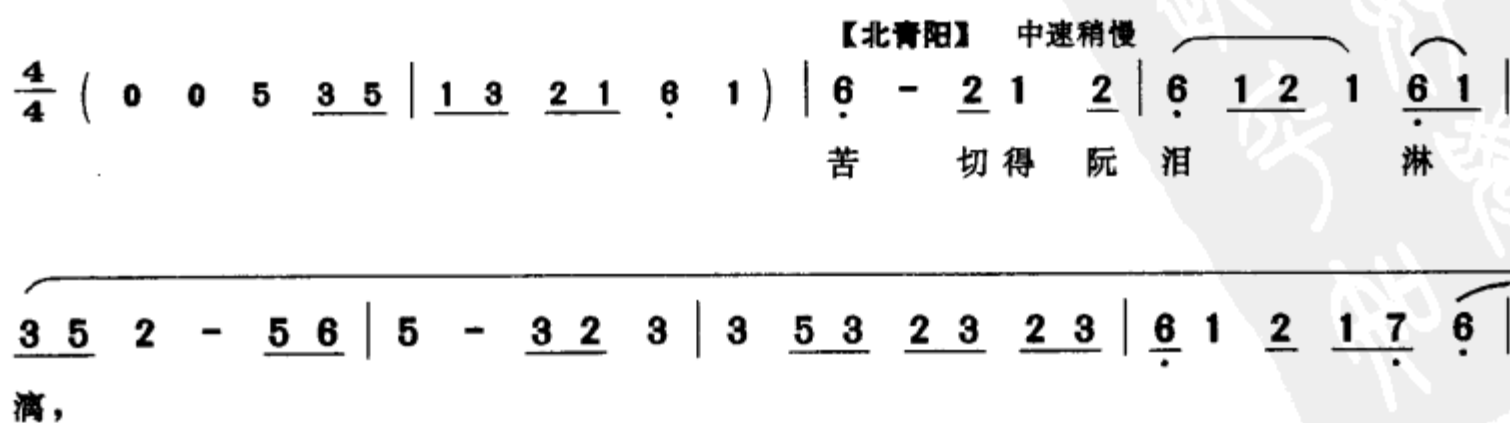 【北青阳】 中速稍慢
4/4 ( 0 0 5 3 5 | 1 3 2 1 6 1 ) | 6 - 2 1 2 | 6 1 2 1 6 1 |
苦 切 得 阮 泪 淋
3 5 2 - 5 6 | 5 - 3 2 3 | 3 5 3 2 3 2 3 | 6 1 2 1 7 6 |
漓，